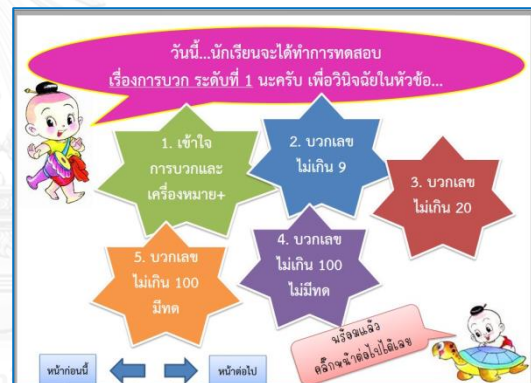 วันนี้...นักเรียนจะได้ทำการทดสอบ
เรื่องการบวก ระดับที่ 1 นะครับ เพื่อวินิจฉัยในหัวข้อ...
1. เข้าใจ
การบวกและ
เครื่องหมาย+
2. บวกเลข
ไม่เกิน 9
3. บวกเลข
ไม่เกิน 20
4. บวกเลข
ไม่เกิน 100
ไม่มีทด
5. บวกเลข
ไม่เกิน 100
มีทด
พร้อมแล้ว
คลิ๊กหน้าต่อไปได้เลย
หน้าก่อนนี้
หน้าต่อไป